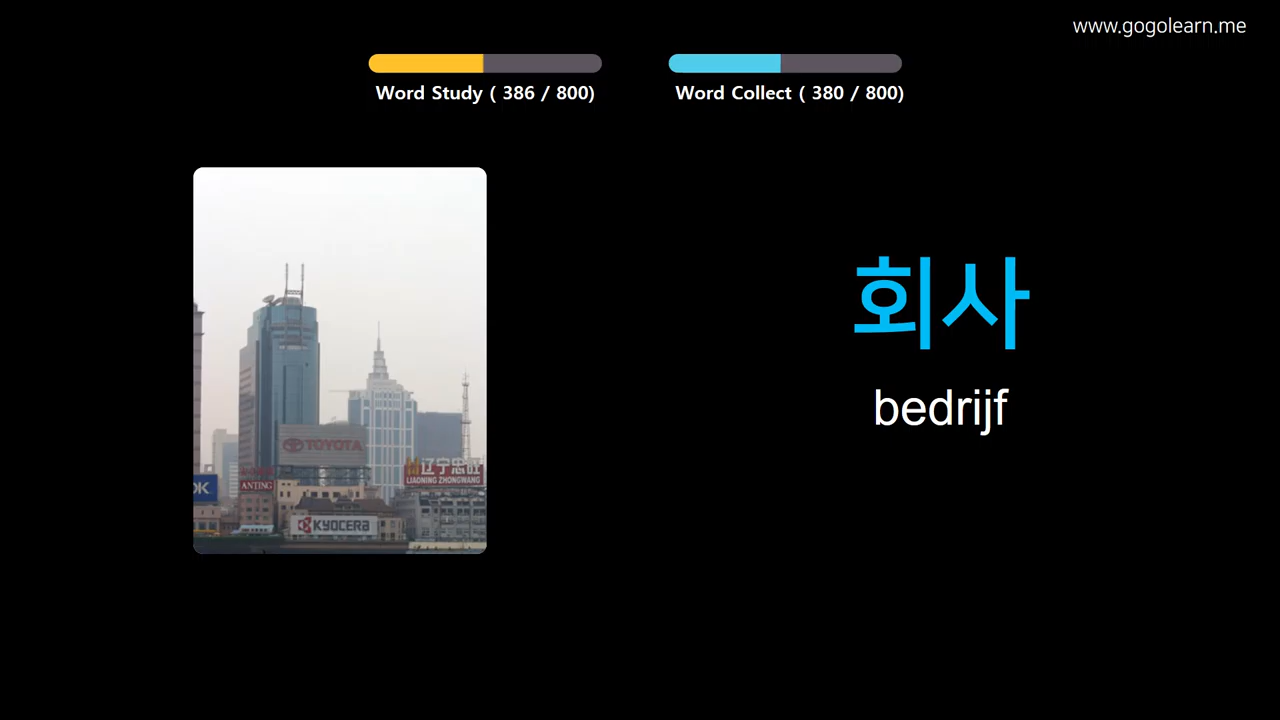 www.gogolearn.me
Word Study ( 386 / 800)
Word Collect ( 380 / 800)
회사
bedrijf
TOYOTA
辽宁忠旺
LIAONING ZHONGWANG
ANTING
KYOCERA